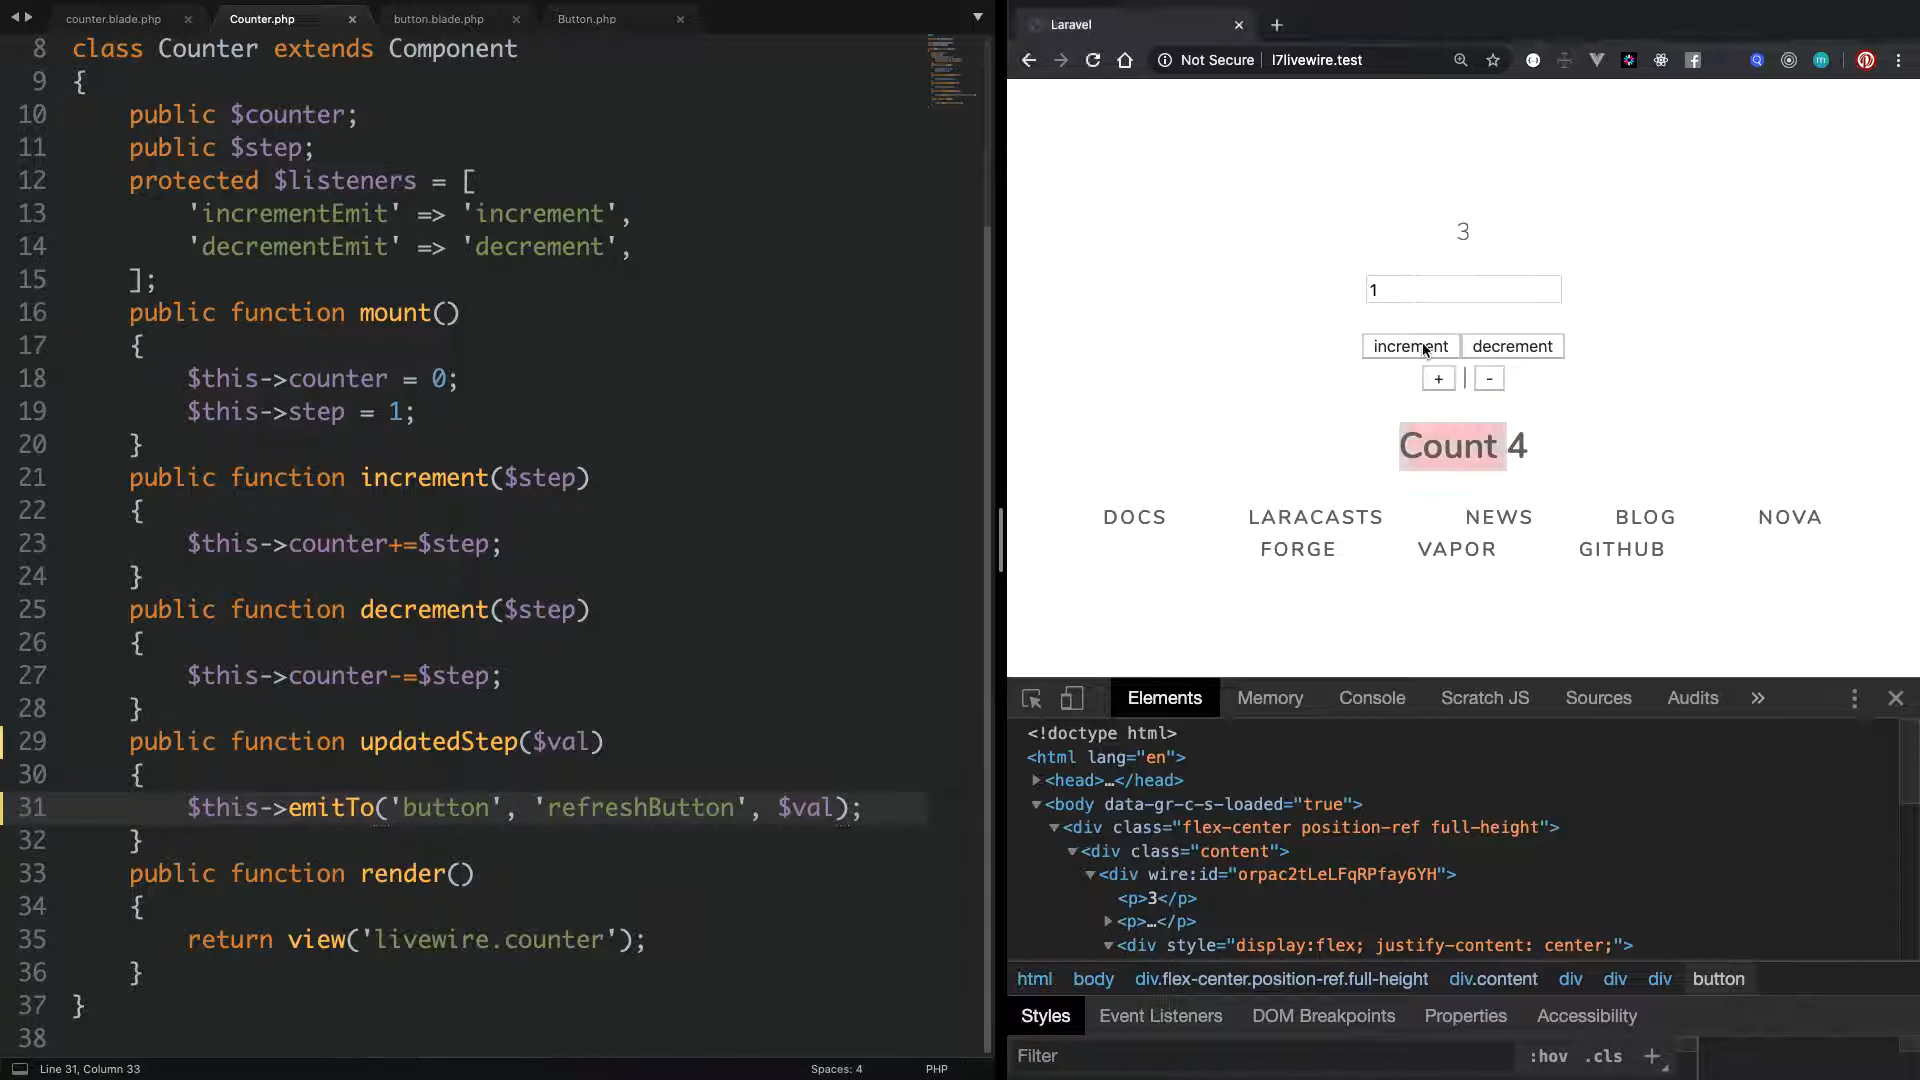 counter.blade.php
Counter.php
button.blade.php
Button.php
8 class Counter extends Component
9 {
10 public $counter;
11 public $step;
12 protected $listeners = [
13 'incrementEmit' => 'increment',
14 'decrementEmit' => 'decrement',
15 ];
16 public function mount()
17 {
18 $this->counter = 0;
19 $this->step = 1;
20 }
21 public function increment($step)
22 {
23 $this->counter+=$step;
24 }
25 public function decrement($step)
26 {
27 $this->counter-=$step;
28 }
29 public function updatedStep($val)
30 {
31 $this->emitTo('button', 'refreshButton', $val);
32 }
33 public function render()
34 {
35 return view('livewire.counter');
36 }
37 }
38
Line 31, Column 33
Spaces: 4
PHP
Laravel
Not Secure
l7livewire.test
3
1
increment decrement
+ | -
Count 4
DOCS LARACASTS NEWS BLOG NOVA
FORGE VAPOR GITHUB
Elements Memory Console Scratch JS Sources Audits »
<!doctype html>
<html lang="en">
<head>…</head>
<body data-gr-c-s-loaded="true">
<div class="flex-center position-ref full-height">
<div class="content">
<div wire:id="orpac2tLeLFqRPfay6YH">
<p>3</p>
<p>…</p>
<div style="display:flex; justify-content: center;">
html body div.flex-center.position-ref.full-height div.content div div div button
Styles Event Listeners DOM Breakpoints Properties Accessibility
Filter :hov .cls +